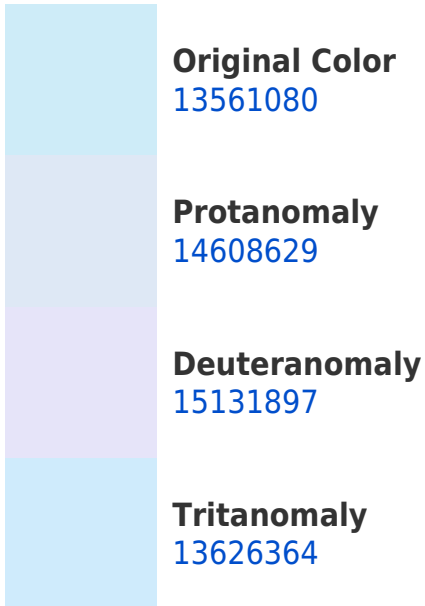 Original Color
13561080
Protanomaly
14608629
Deuteranomaly
15131897
Tritanomaly
13626364